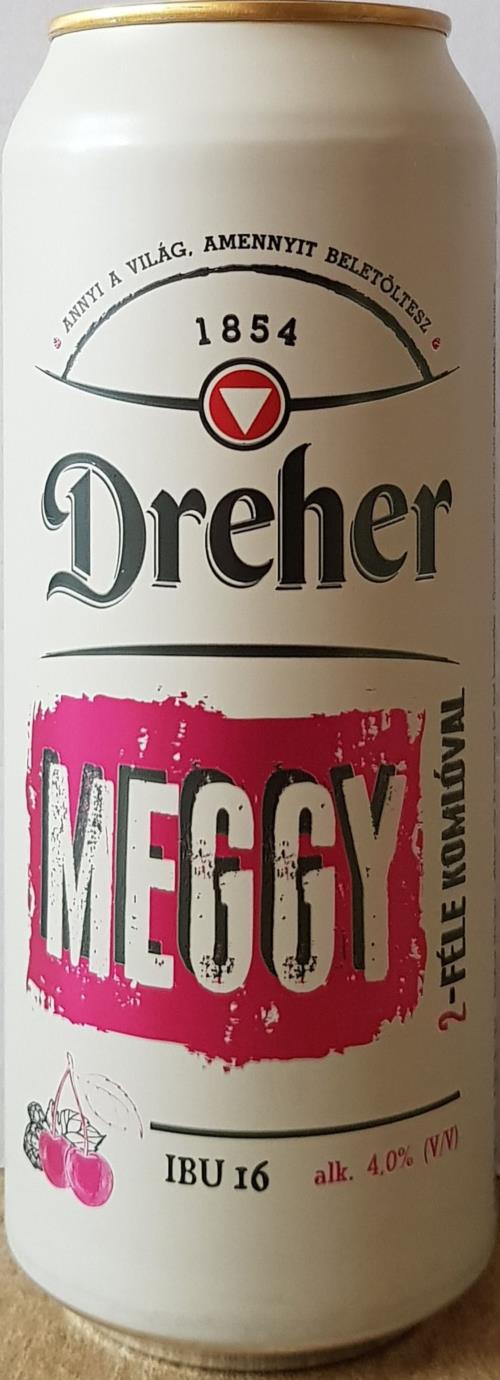 ANNYI A VILÁG, AMENNYIT BELETÖLTESZ
1854
Dreher
MEGGY
2-FÉLE KOMLÓVAL
IBU 16
alk. 4,0% (V/V)